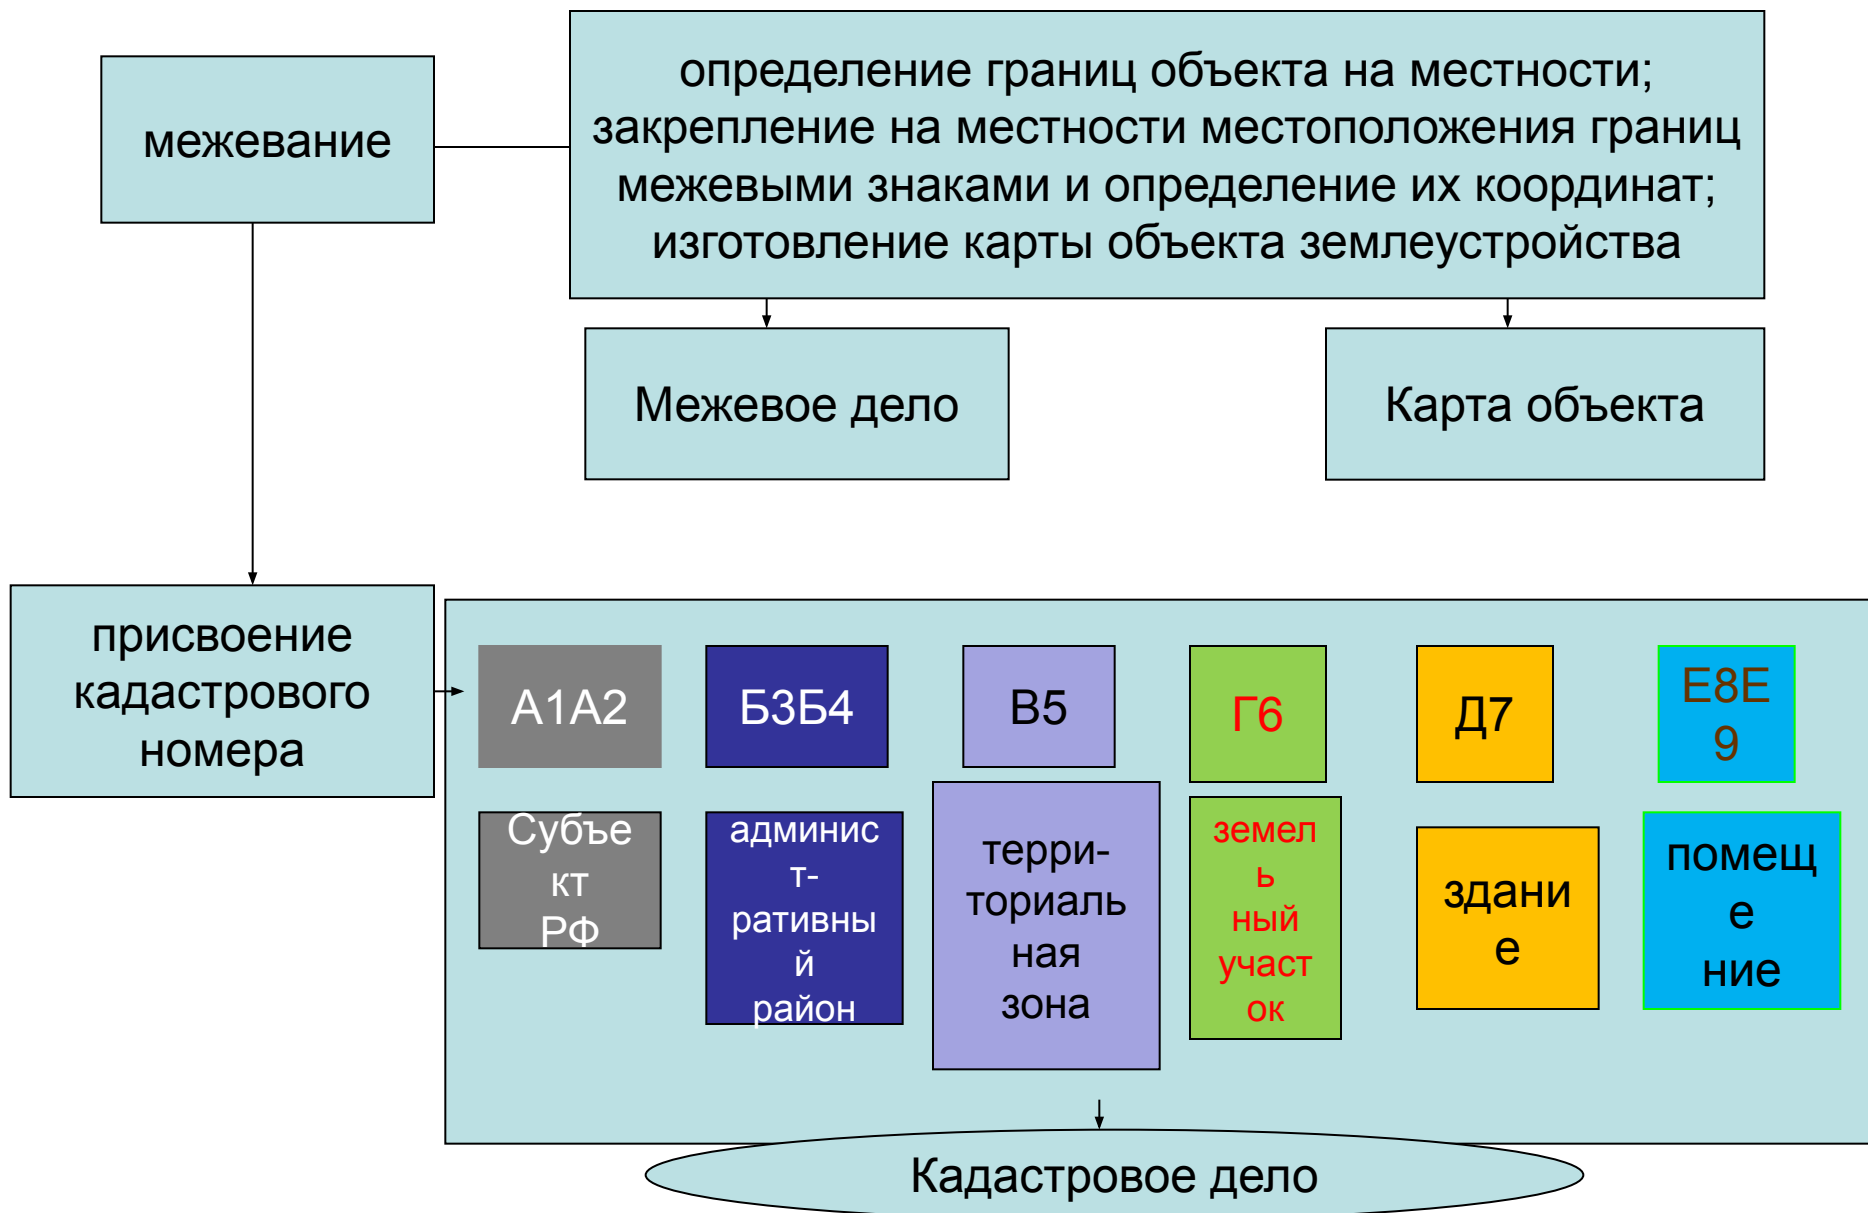 межевание
определение границ объекта на местности;
закрепление на местности местоположения границ
межевыми знаками и определение их координат;
изготовление карты объекта землеустройства
Межевое дело
Карта объекта
присвоение
кадастрового
номера
А1А2
Б3Б4
В5
Г6
Д7
Е8Е
9
Субъе
кт
РФ
админис
т-
ративны
й
район
терри-
ториаль
ная
зона
земел
ь
ный
участ
ок
здани
е
помещ
е
ние
Кадастровое дело